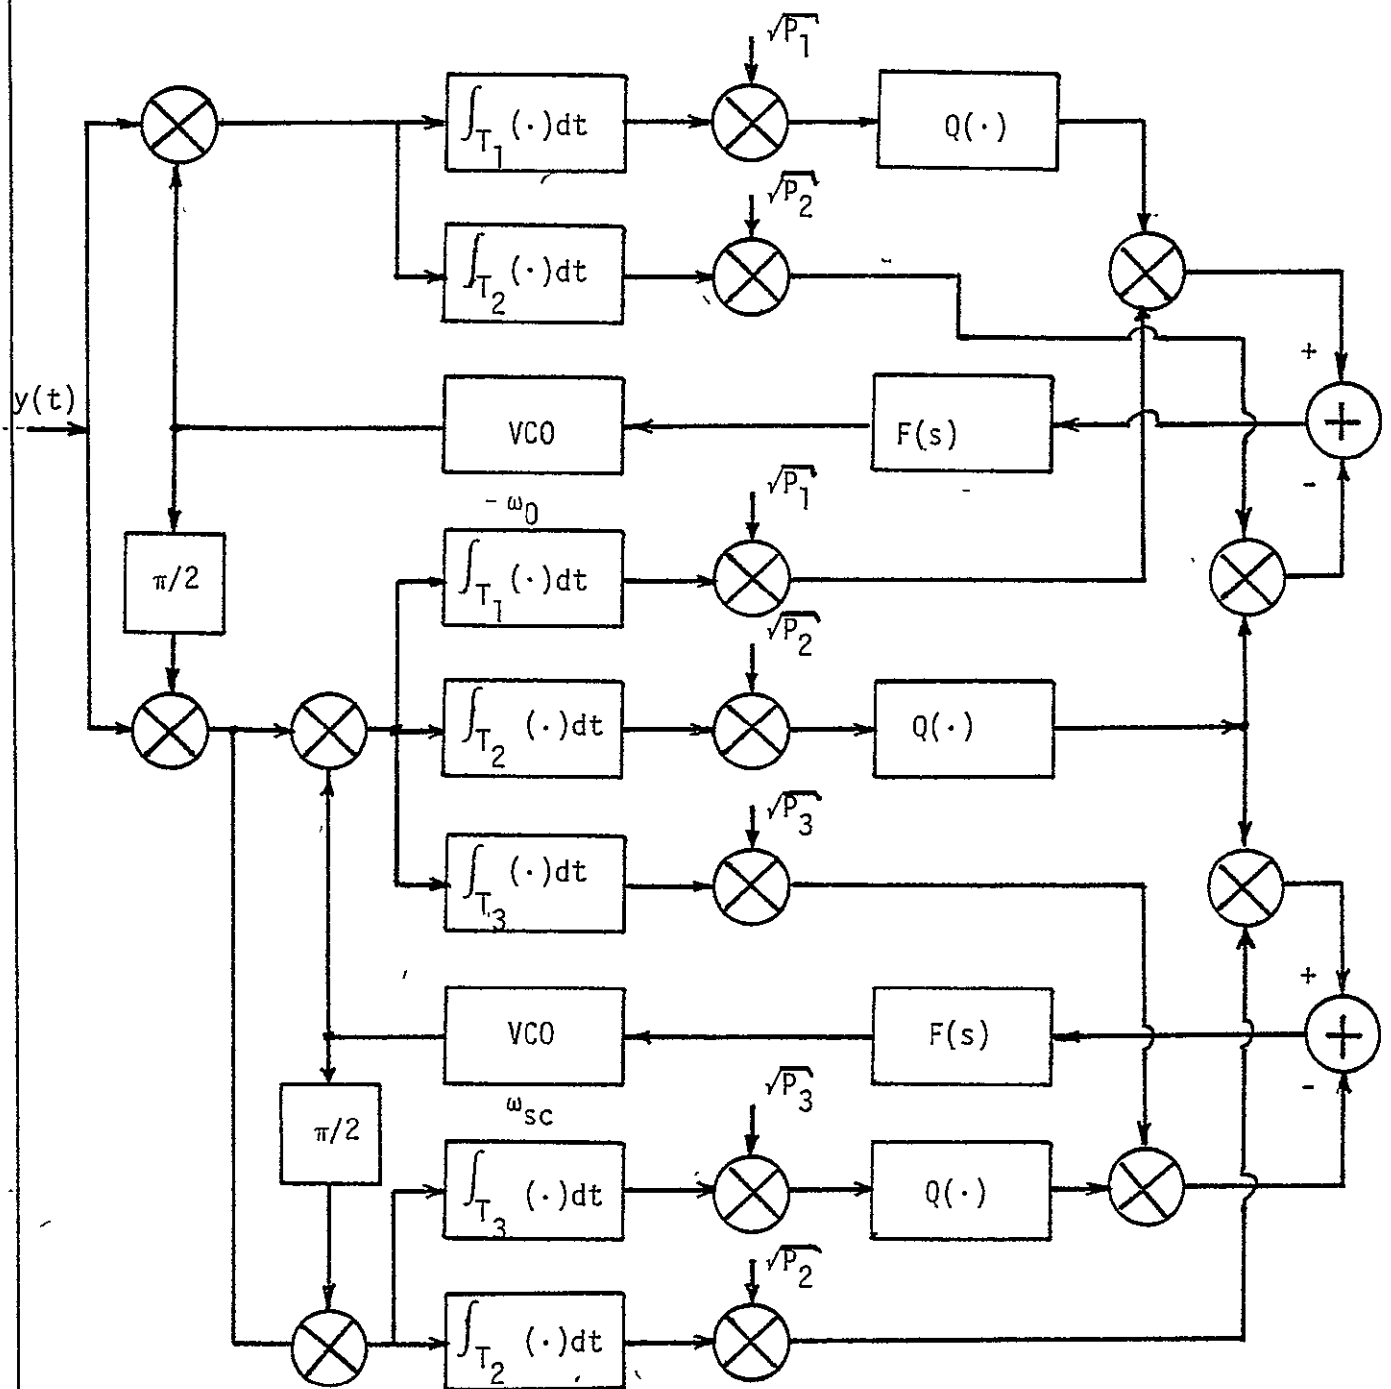 √P₁
∫T₁ (·)dt
Q(·)
√P₂
∫T₂ (·)dt
+
y(t)
VCO
F(s)
+
-
√P₁
- ω₀
π/2
∫T₁ (·)dt
√P₂
∫T₂ (·)dt
Q(·)
√P₃
∫T₃ (·)dt
+
VCO
F(s)
+
-
√P₃
ωsc
π/2
∫T₃ (·)dt
Q(·)
√P₂
∫T₂ (·)dt